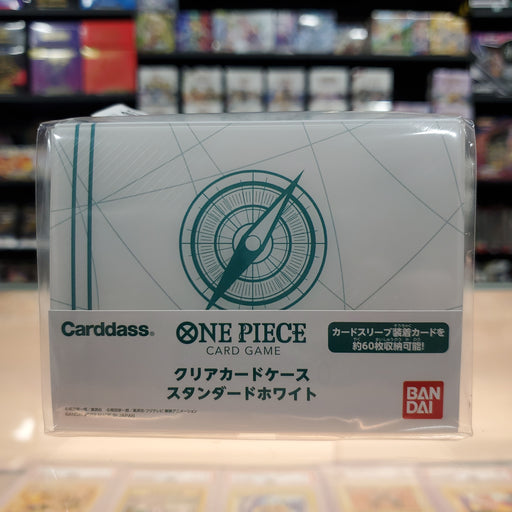 Carddass®
ONE PIECE
CARD GAME
カードスリーブ装着カードを
約60枚収納可能!
クリアカードケース
スタンダードホワイト
BAN
DAI